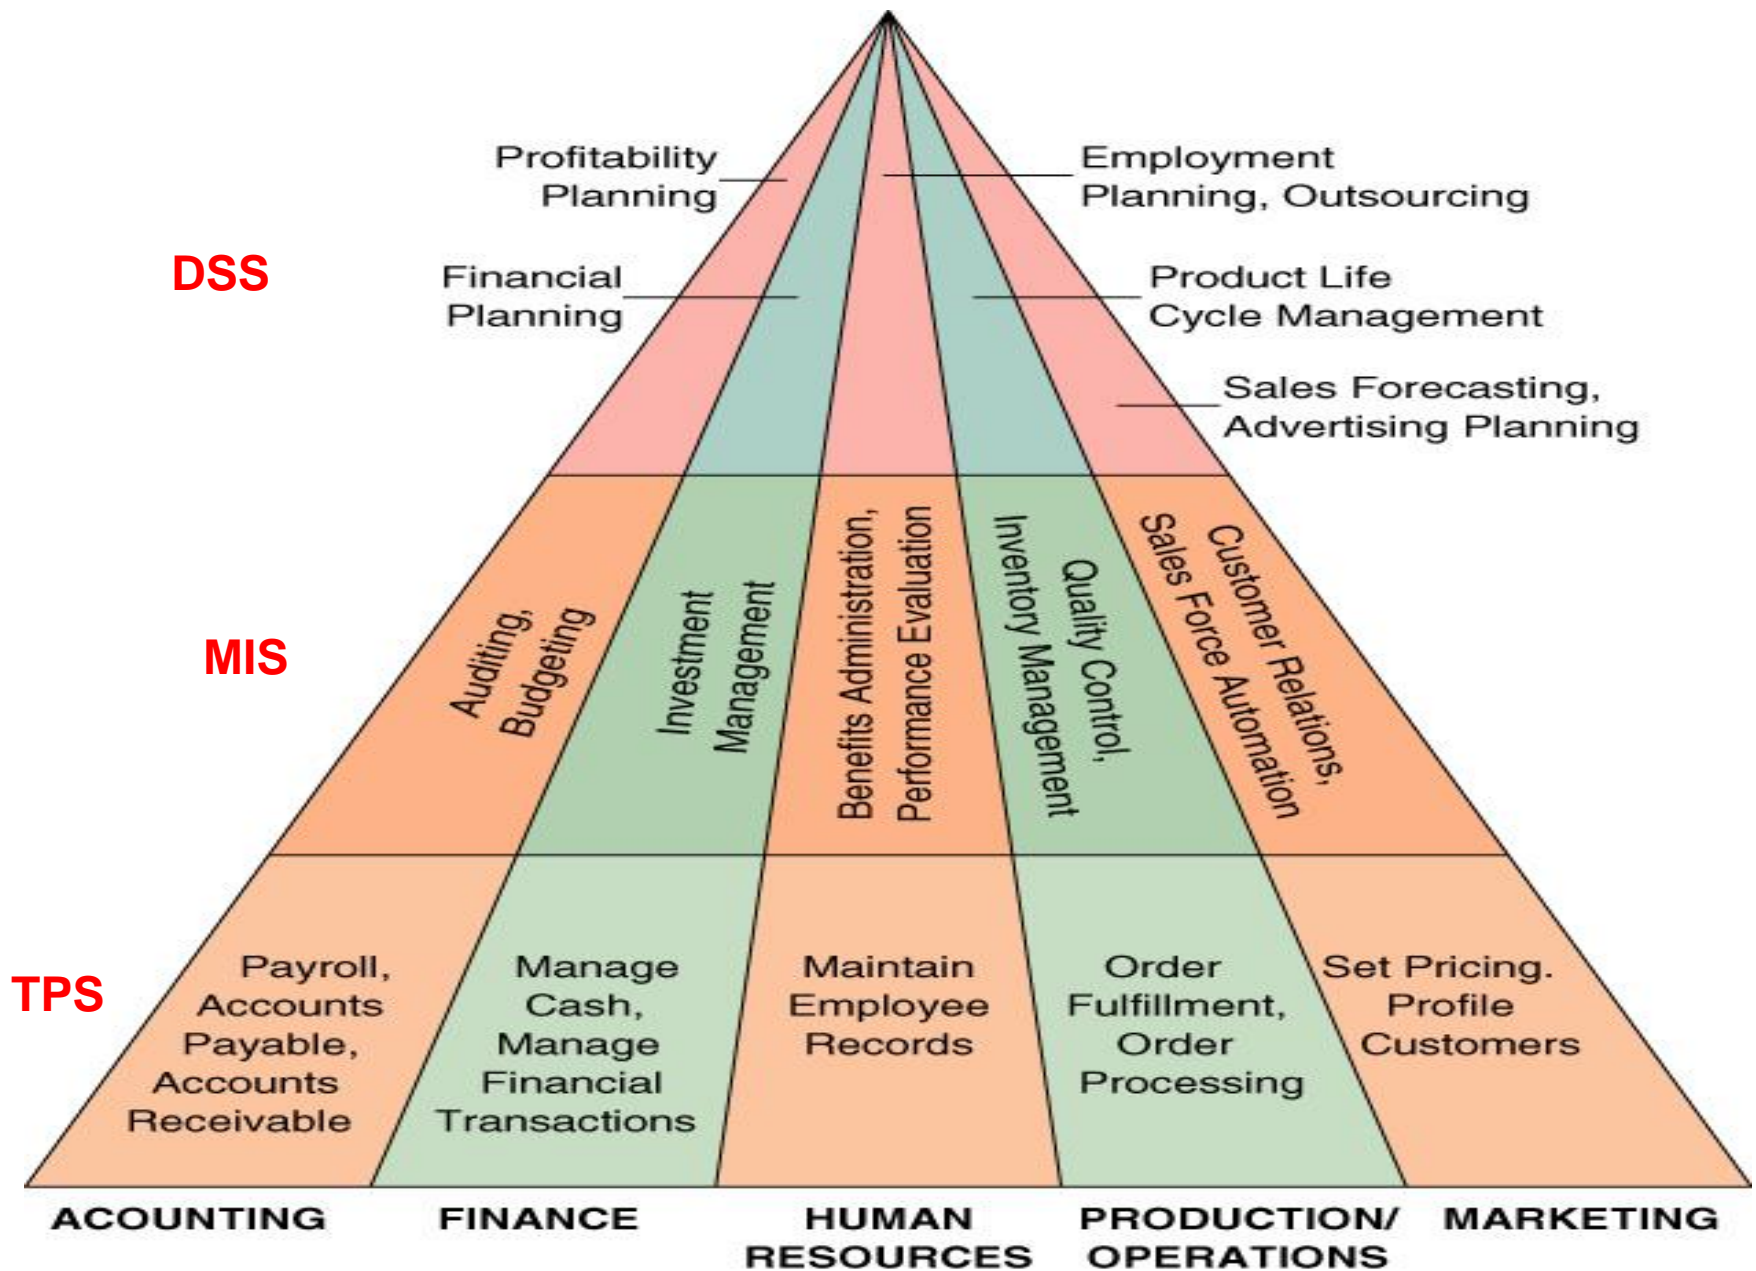 Profitability
Planning
Employment
Planning, Outsourcing
DSS
Financial
Planning
Product Life
Cycle Management
Sales Forecasting,
Advertising Planning
MIS
Auditing,
Budgeting
Investment
Management
Benefits Administration,
Performance Evaluation
Quality Control,
Inventory Management
Customer Relations,
Sales Force Automation
TPS
Payroll,
Accounts
Payable,
Accounts
Receivable
Manage
Cash,
Manage
Financial
Transactions
Maintain
Employee
Records
Order
Fulfillment,
Order
Processing
Set Pricing.
Profile
Customers
ACOUNTING
FINANCE
HUMAN
RESOURCES
PRODUCTION/
OPERATIONS
MARKETING